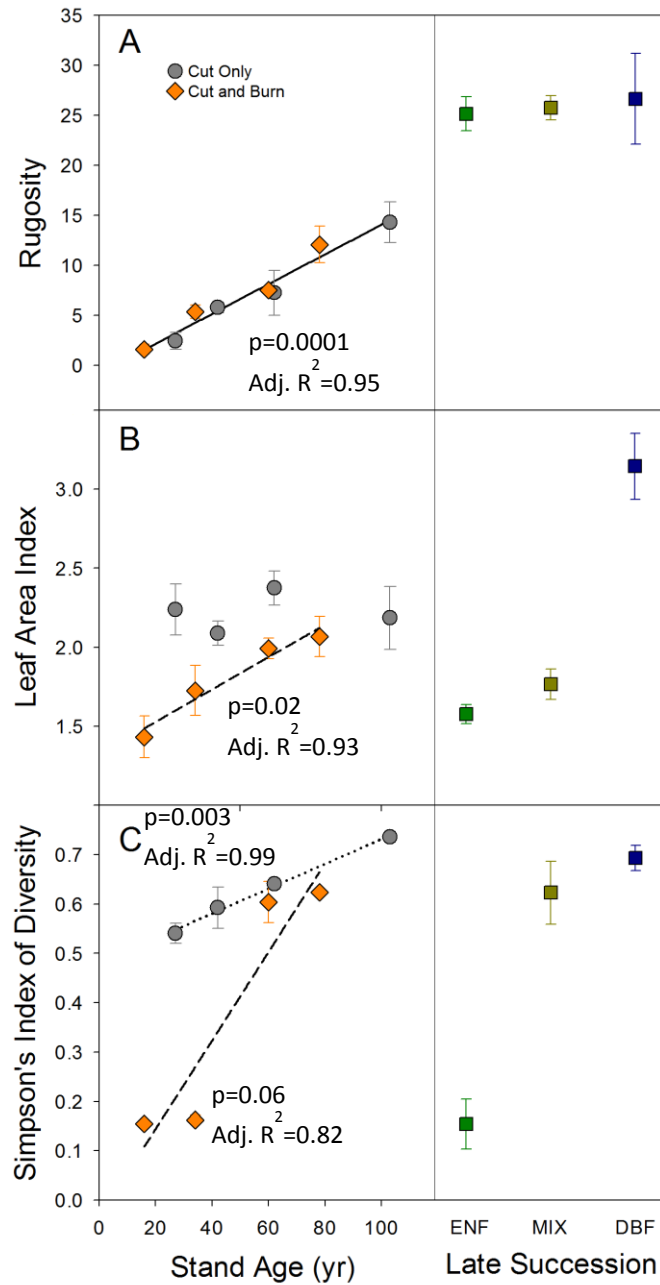 A
Cut Only
Cut and Burn
35
30
25
20
15
10
5
0
Rugosity
p=0.0001
Adj. R²=0.95
B
3.0
2.5
2.0
1.5
Leaf Area Index
p=0.02
Adj. R²=0.93
C
p=0.003
Adj. R²=0.99
0.7
0.6
0.5
0.4
0.3
0.2
0.1
0.0
Simpson's Index of Diversity
p=0.06
Adj. R²=0.82
0 20 40 60 80 100 ENF MIX DBF
Stand Age (yr) Late Succession